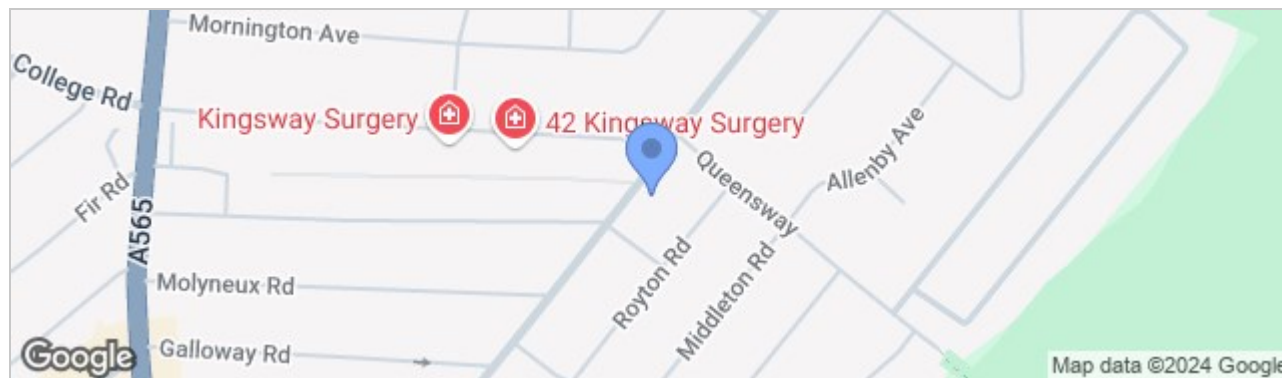 Mornington Ave
College Rd
Kingsway Surgery
42 Kingsway Surgery
Queensway
Allenby Ave
Fir Rd
A565
Royton Rd
Middleton Rd
Molyneux Rd
Galloway Rd
Google
Map data ©2024 Google